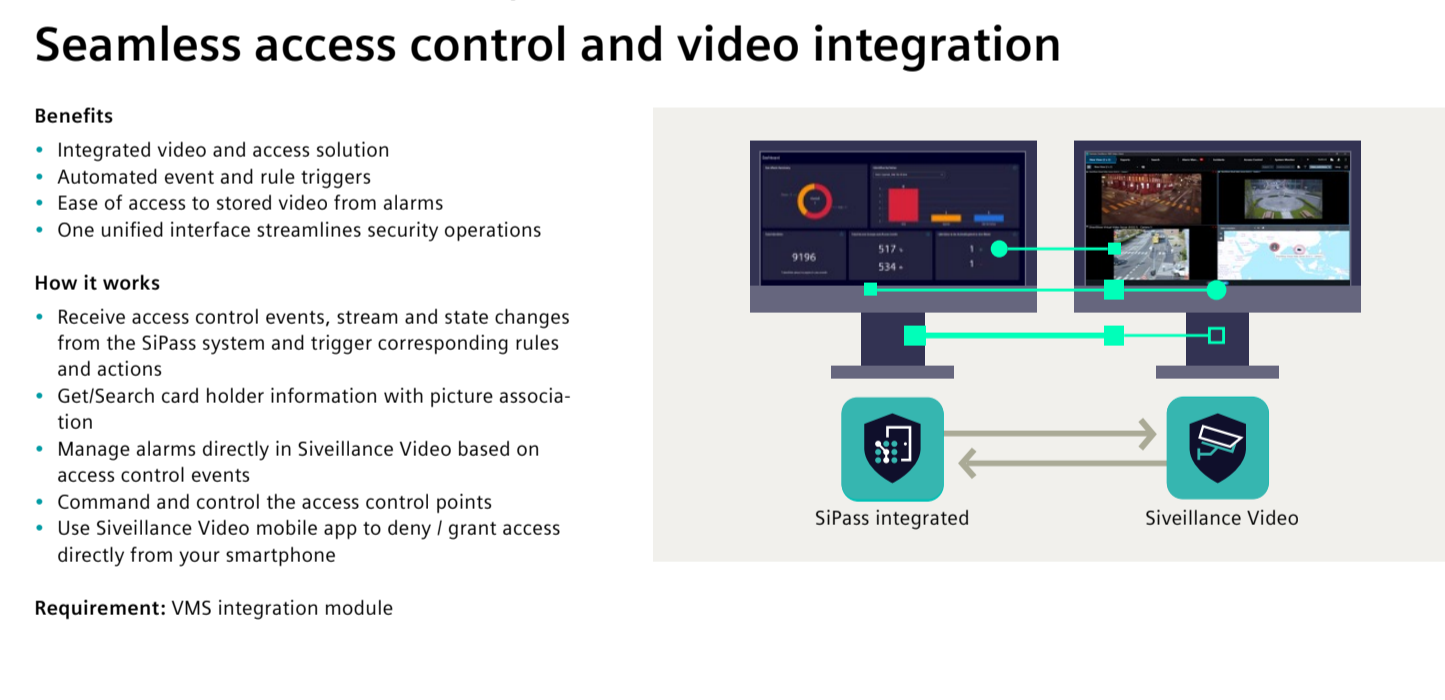 Seamless access control and video integration
Benefits
• Integrated video and access solution
• Automated event and rule triggers
• Ease of access to stored video from alarms
• One unified interface streamlines security operations
How it works
• Receive access control events, stream and state changes
from the SiPass system and trigger corresponding rules
and actions
• Get/Search card holder information with picture associa-
tion
• Manage alarms directly in Siveillance Video based on
access control events
• Command and control the access control points
• Use Siveillance Video mobile app to deny / grant access
directly from your smartphone
Requirement: VMS integration module
Dashboard
9196
517
534
1
1
SiPass integrated
Siveillance Video